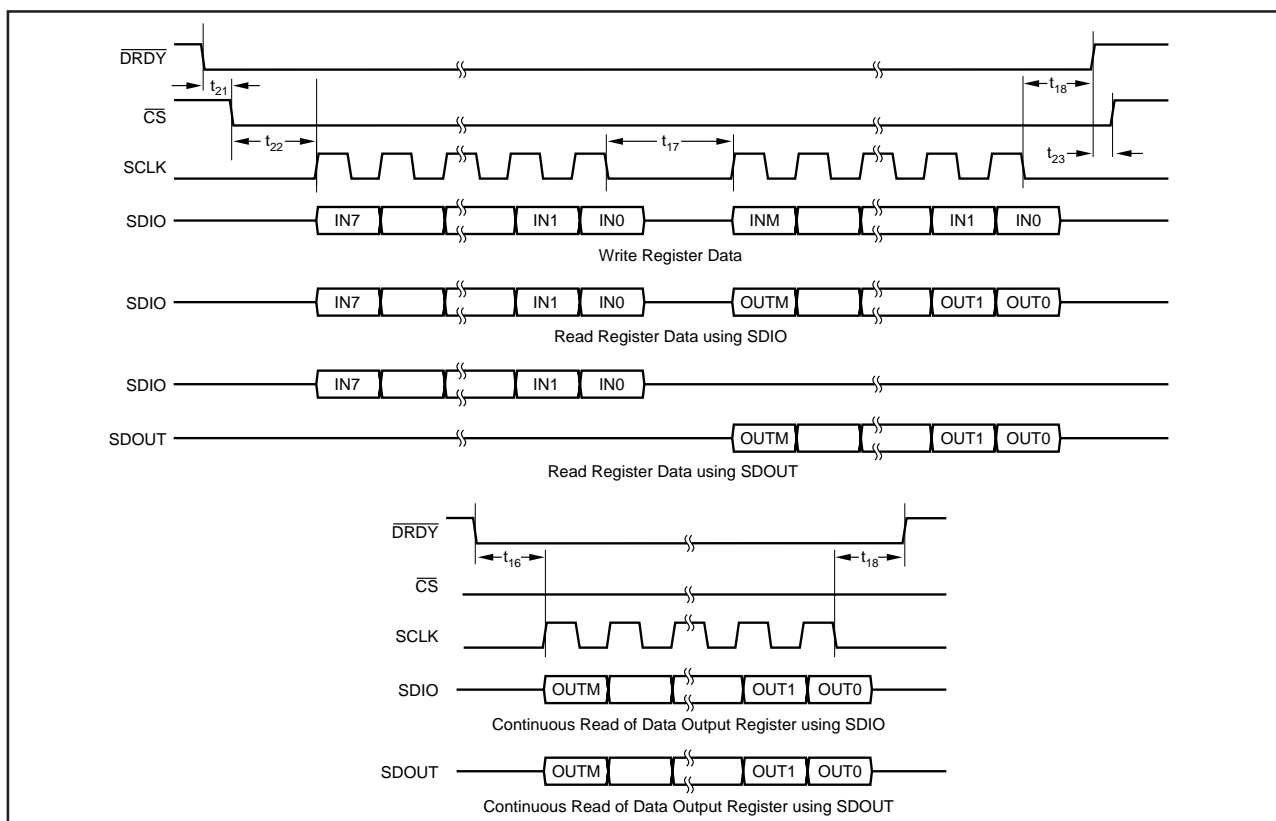 DRDY
t21
t18
CS
t22
t17
t23
SCLK
SDIO IN7 IN1 IN0 INM IN1 IN0
Write Register Data
SDIO IN7 IN1 IN0 OUTM OUT1 OUT0
Read Register Data using SDIO
SDIO IN7 IN1 IN0
SDOUT OUTM OUT1 OUT0
Read Register Data using SDOUT
DRDY
t16 t18
CS
SCLK
SDIO OUTM OUT1 OUT0
Continuous Read of Data Output Register using SDIO
SDOUT OUTM OUT1 OUT0
Continuous Read of Data Output Register using SDOUT